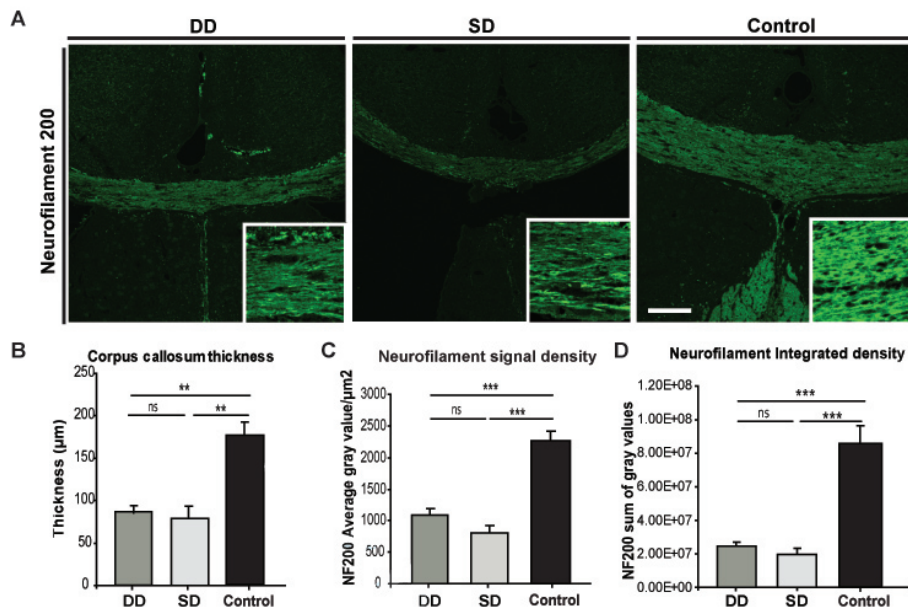 A
DD
SD
Control
Neurofilament 200
B
Corpus callosum thickness
Thickness (µm)
250
200
150
100
50
0
**
ns
**
DD
SD
Control
C
Neurofilament signal density
NF200 Average gray value/µm2
3000
2500
2000
1500
1000
500
0
***
ns
***
DD
SD
Control
D
Neurofilament Integrated density
NF200 sum of gray values
1.20E+08
1.00E+08
8.00E+07
6.00E+07
4.00E+07
2.00E+07
0.00E+00
***
ns
***
DD
SD
Control